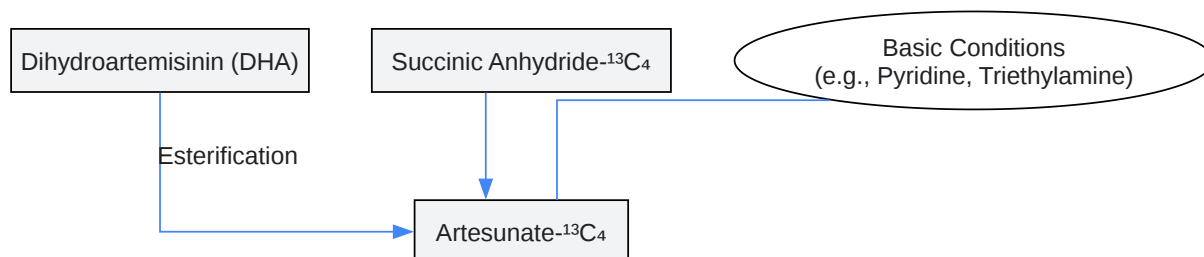 Dihydroartemisinin (DHA)
Succinic Anhydride-¹³C₄
Basic Conditions
(e.g., Pyridine, Triethylamine)
Esterification
Artesunate-¹³C₄